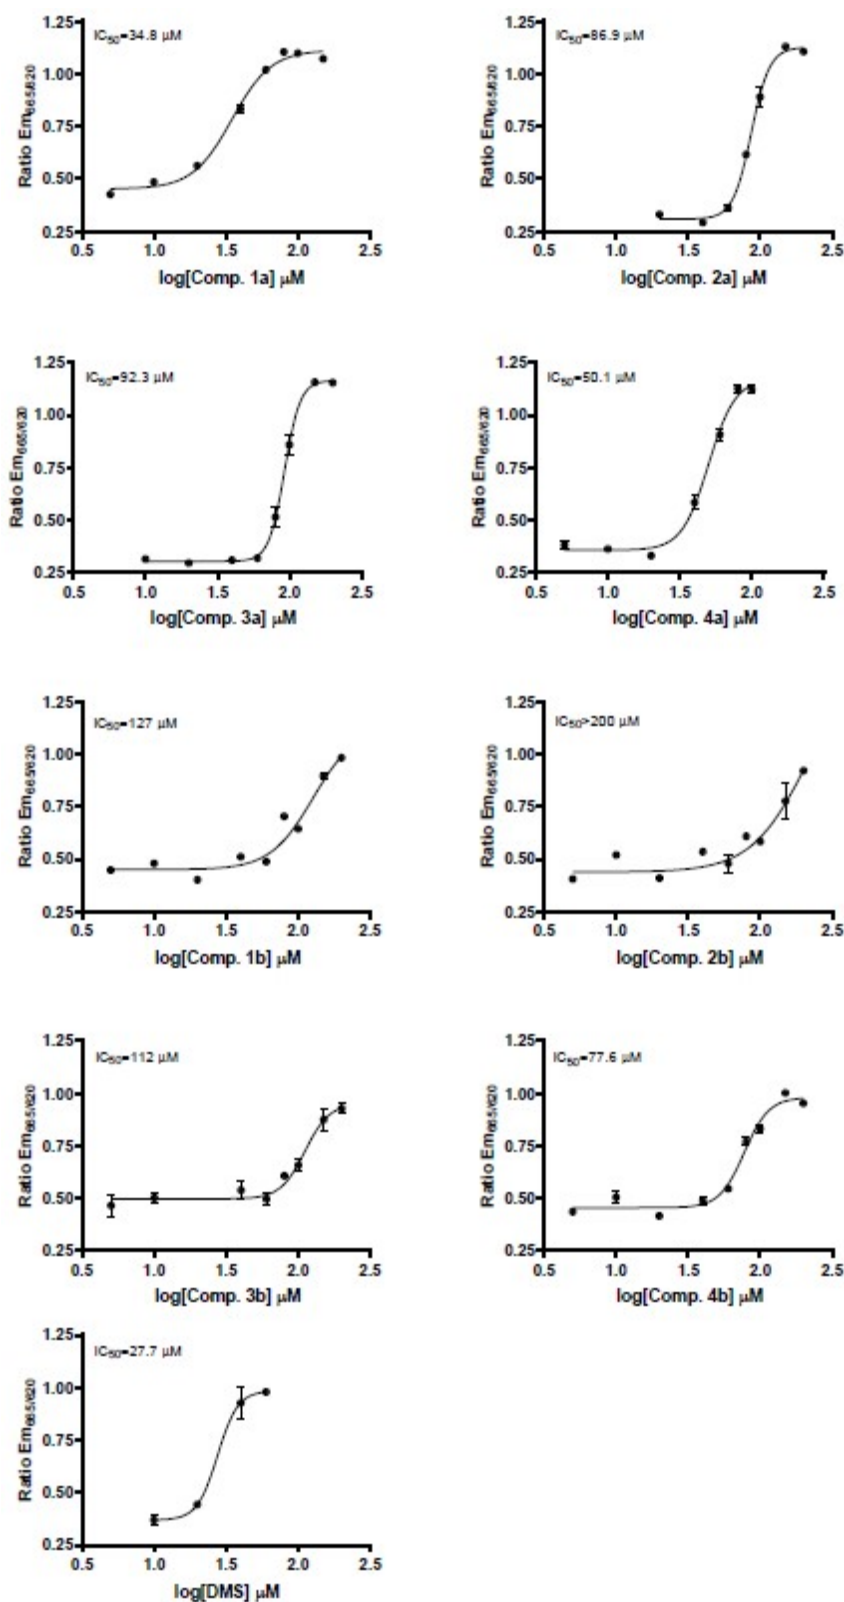 IC50=34.8 µM
Ratio Em665/620
1.25
1.00
0.75
0.50
0.25
0.5 1.0 1.5 2.0 2.5
log[Comp. 1a] µM
IC50=86.9 µM
Ratio Em665/620
1.25
1.00
0.75
0.50
0.25
0.5 1.0 1.5 2.0 2.5
log[Comp. 2a] µM
IC50=92.3 µM
Ratio Em665/620
1.25
1.00
0.75
0.50
0.25
0.5 1.0 1.5 2.0 2.5
log[Comp. 3a] µM
IC50=50.1 µM
Ratio Em665/620
1.25
1.00
0.75
0.50
0.25
0.5 1.0 1.5 2.0 2.5
log[Comp. 4a] µM
IC50=127 µM
Ratio Em665/620
1.25
1.00
0.75
0.50
0.25
0.5 1.0 1.5 2.0 2.5
log[Comp. 1b] µM
IC50>200 µM
Ratio Em665/620
1.25
1.00
0.75
0.50
0.25
0.5 1.0 1.5 2.0 2.5
log[Comp. 2b] µM
IC50=112 µM
Ratio Em665/620
1.25
1.00
0.75
0.50
0.25
0.5 1.0 1.5 2.0 2.5
log[Comp. 3b] µM
IC50=77.6 µM
Ratio Em665/620
1.25
1.00
0.75
0.50
0.25
0.5 1.0 1.5 2.0 2.5
log[Comp. 4b] µM
IC50=27.7 µM
Ratio Em665/620
1.25
1.00
0.75
0.50
0.25
0.5 1.0 1.5 2.0 2.5
log[DMS] µM